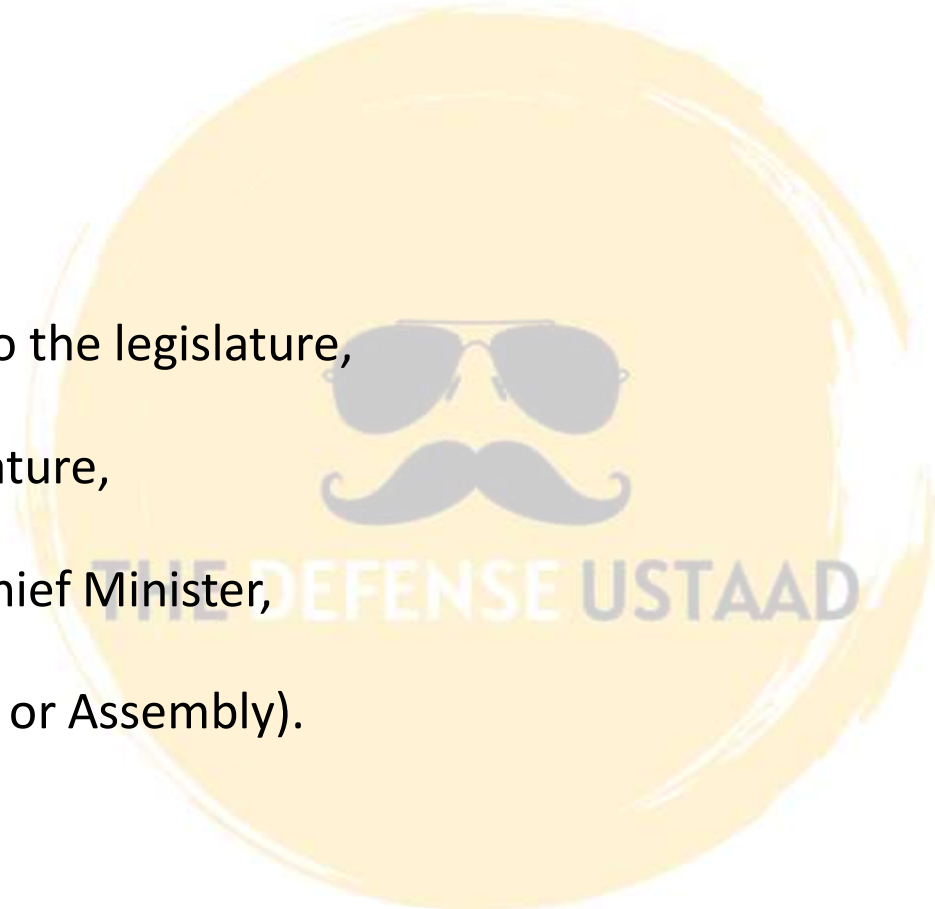 o the legislature,
ature,
hief Minister,
THE DEFENSE USTAAD
or Assembly).